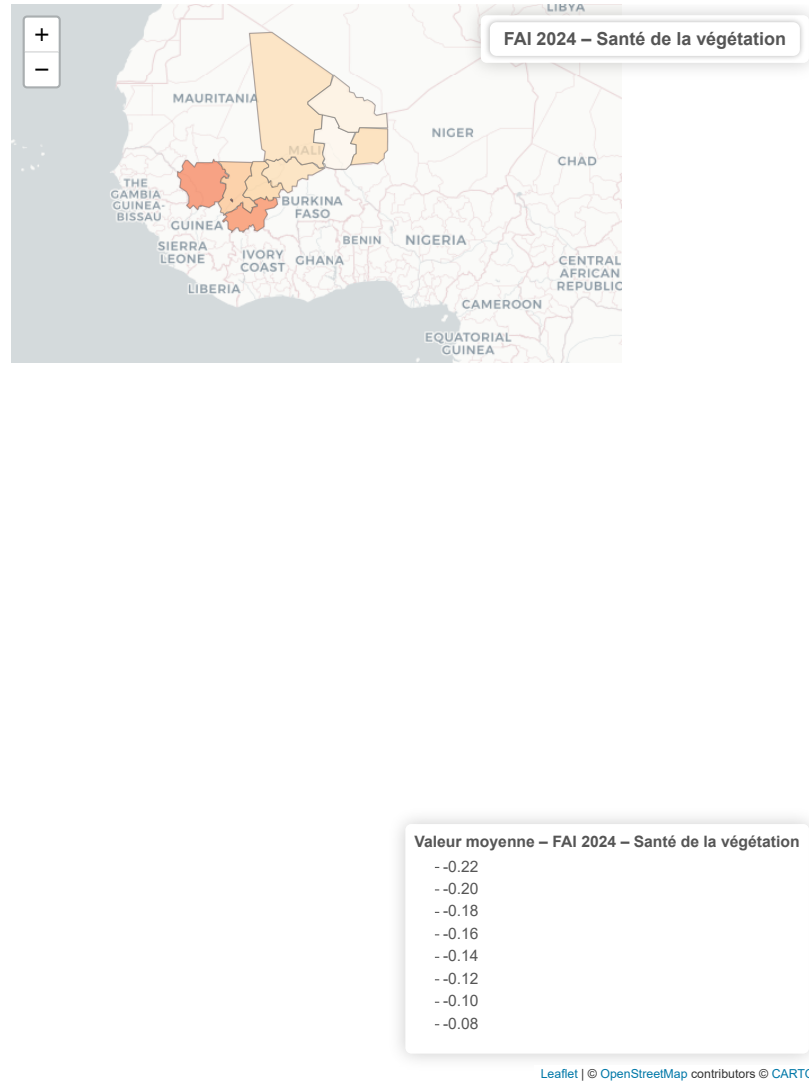 +
−
LIBYA
FAI 2024 – Santé de la végétation
MAURITANIA
MALI
NIGER
CHAD
THE
GAMBIA
GUINEA-
BISSAU
BURKINA
FASO
GUINEA
SIERRA
LEONE
IVORY
COAST
GHANA
BENIN
NIGERIA
CENTRAL
AFRICAN
REPUBLIC
LIBERIA
CAMEROON
EQUATORIAL
GUINEA
Valeur moyenne – FAI 2024 – Santé de la végétation
- -0.22
- -0.20
- -0.18
- -0.16
- -0.14
- -0.12
- -0.10
- -0.08
Leaflet | © OpenStreetMap contributors © CARTO